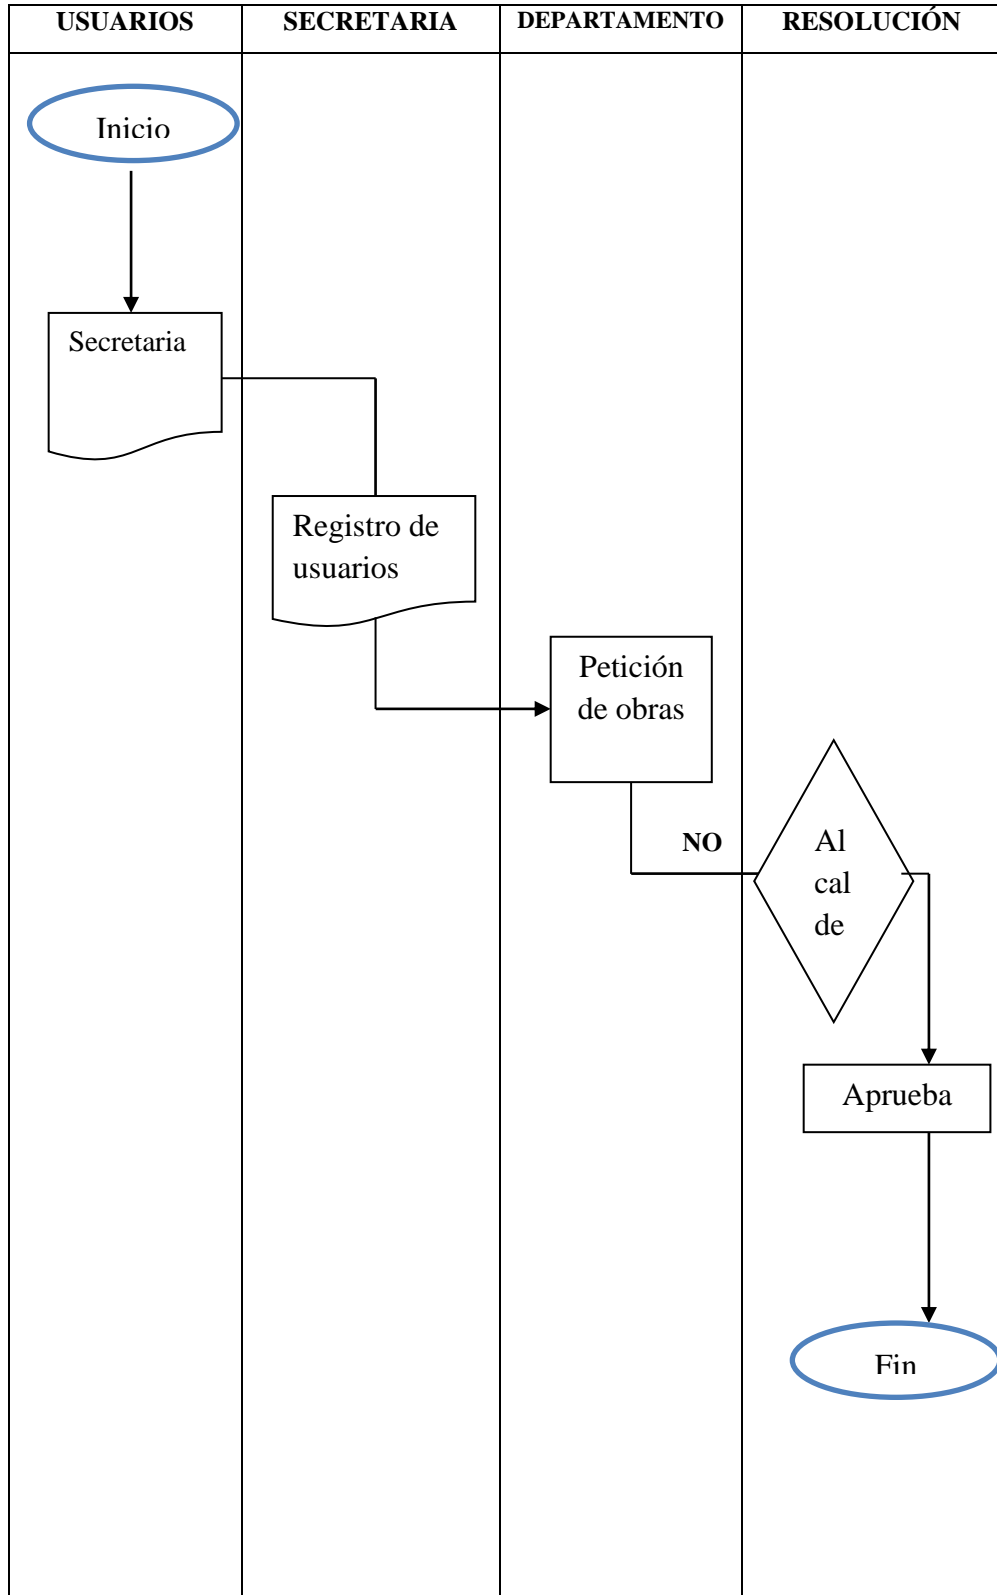 USUARIOS SECRETARIA DEPARTAMENTO RESOLUCIÓN
Inicio
Secretaria
Registro de
usuarios
Petición
de obras
NO
Al
cal
de
Aprueba
Fin